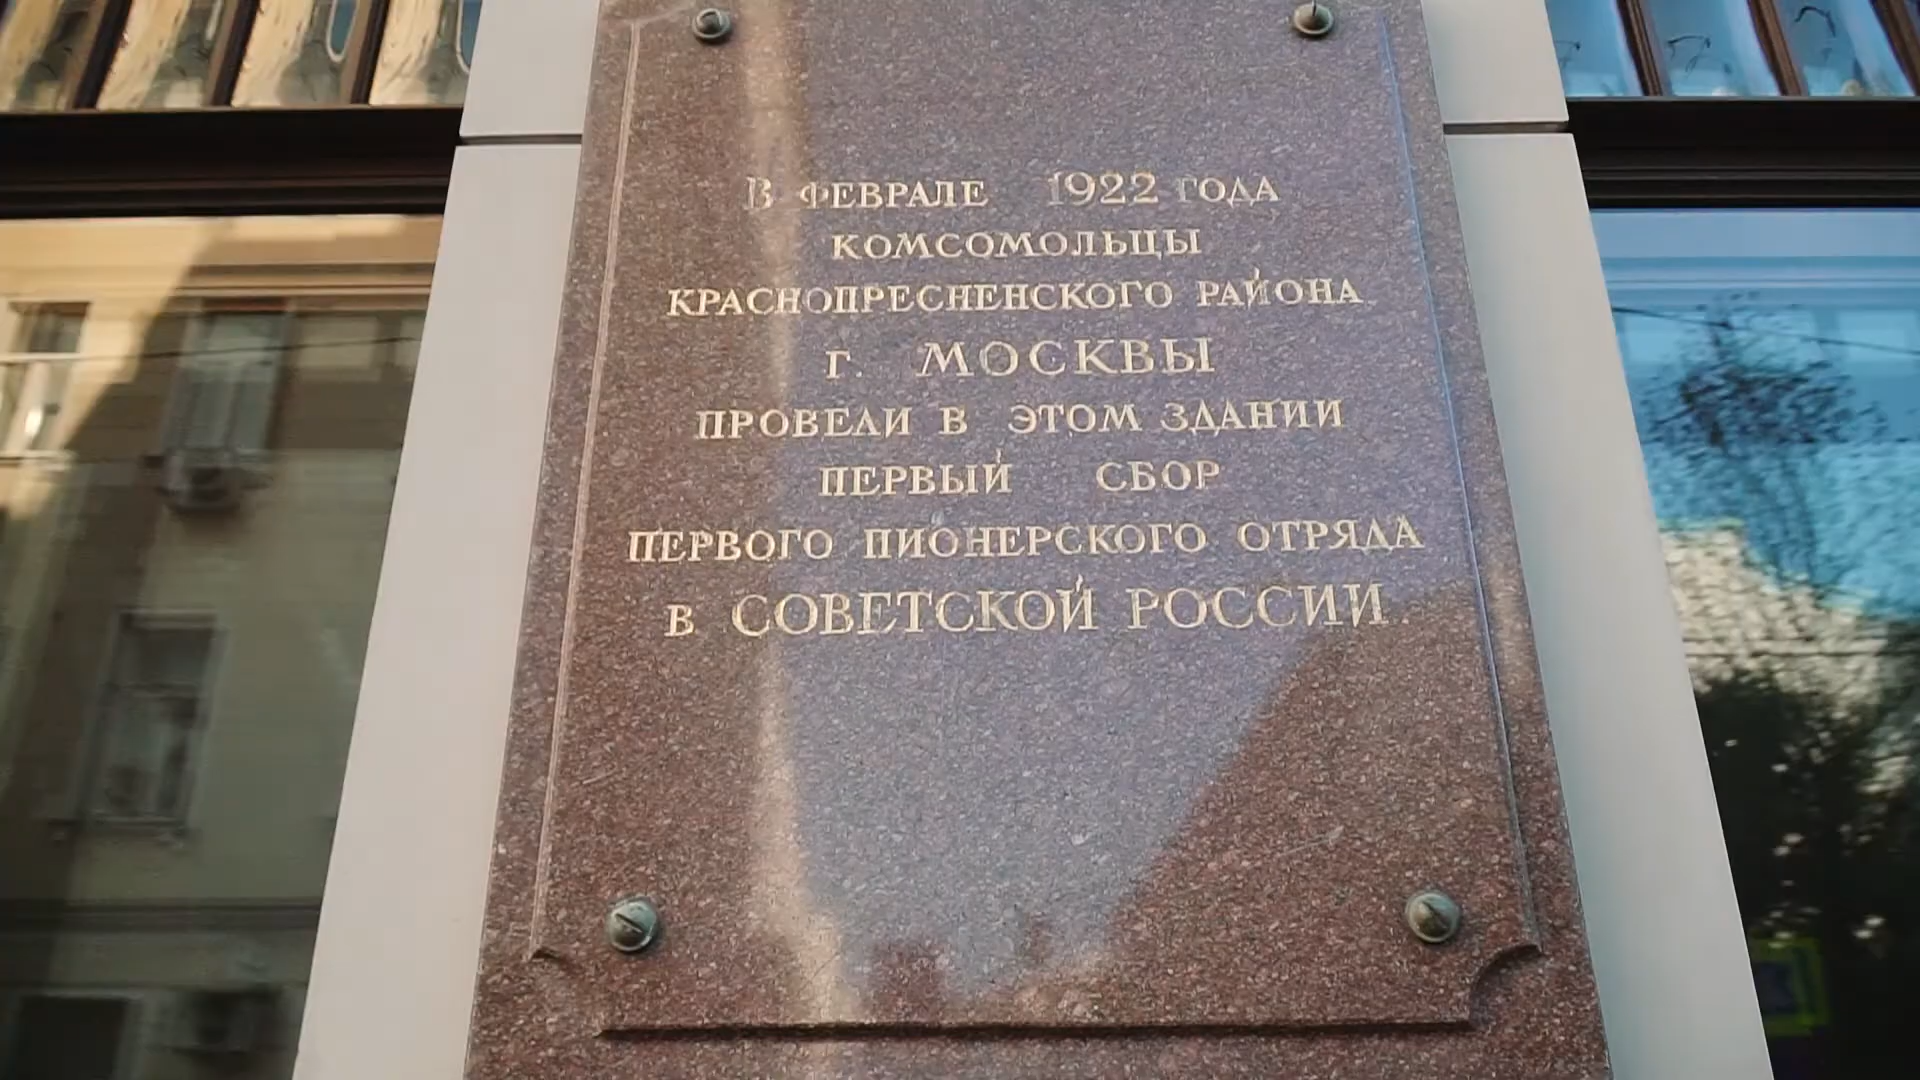 В ФЕВРАЛЕ 1922 ГОДА
КОМСОМОЛЬЦЫ
КРАСНОПРЕСНЕНСКОГО РАЙОНА
г. МОСКВЫ
ПРОВЕЛИ В ЭТОМ ЗДАНИИ
ПЕРВЫЙ СБОР
ПЕРВОГО ПИОНЕРСКОГО ОТРЯДА
в СОВЕТСКОЙ РОССИИ.